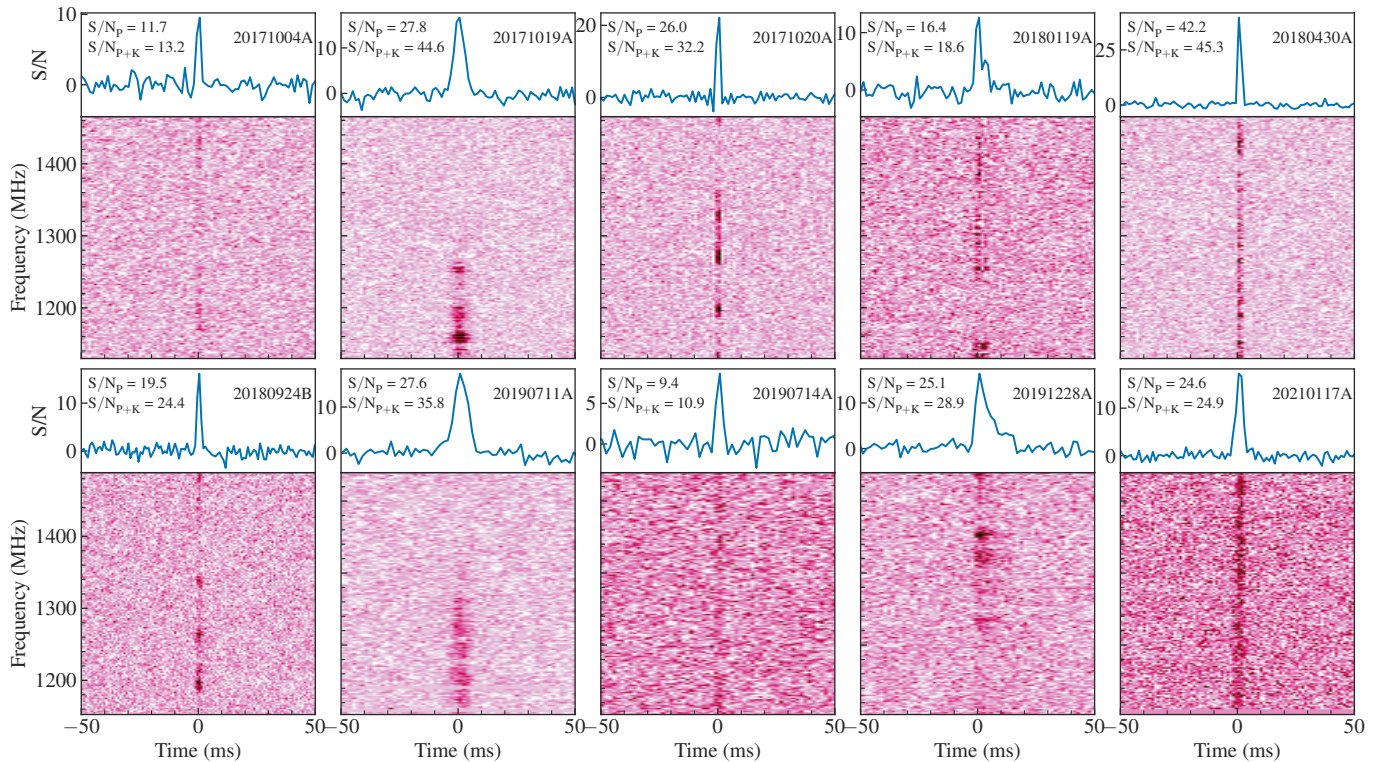 10
0
S/N
S/N_P = 11.7
S/N_P+K = 13.2
20171004A
10
0
S/N_P = 27.8
S/N_P+K = 44.6
20171019A
20
0
S/N_P = 26.0
S/N_P+K = 32.2
20171020A
10
0
S/N_P = 16.4
S/N_P+K = 18.6
20180119A
25
0
S/N_P = 42.2
S/N_P+K = 45.3
20180430A
Frequency (MHz)
1400
1300
1200
10
0
S/N
S/N_P = 19.5
S/N_P+K = 24.4
20180924B
10
0
S/N_P = 27.6
S/N_P+K = 35.8
20190711A
5
0
S/N_P = 9.4
S/N_P+K = 10.9
20190714A
10
0
S/N_P = 25.1
S/N_P+K = 28.9
20191228A
10
0
S/N_P = 24.6
S/N_P+K = 24.9
20210117A
Frequency (MHz)
1400
1300
1200
−50 0 50
−50 0 50
−50 0 50
−50 0 50
−50 0 50
Time (ms)
Time (ms)
Time (ms)
Time (ms)
Time (ms)